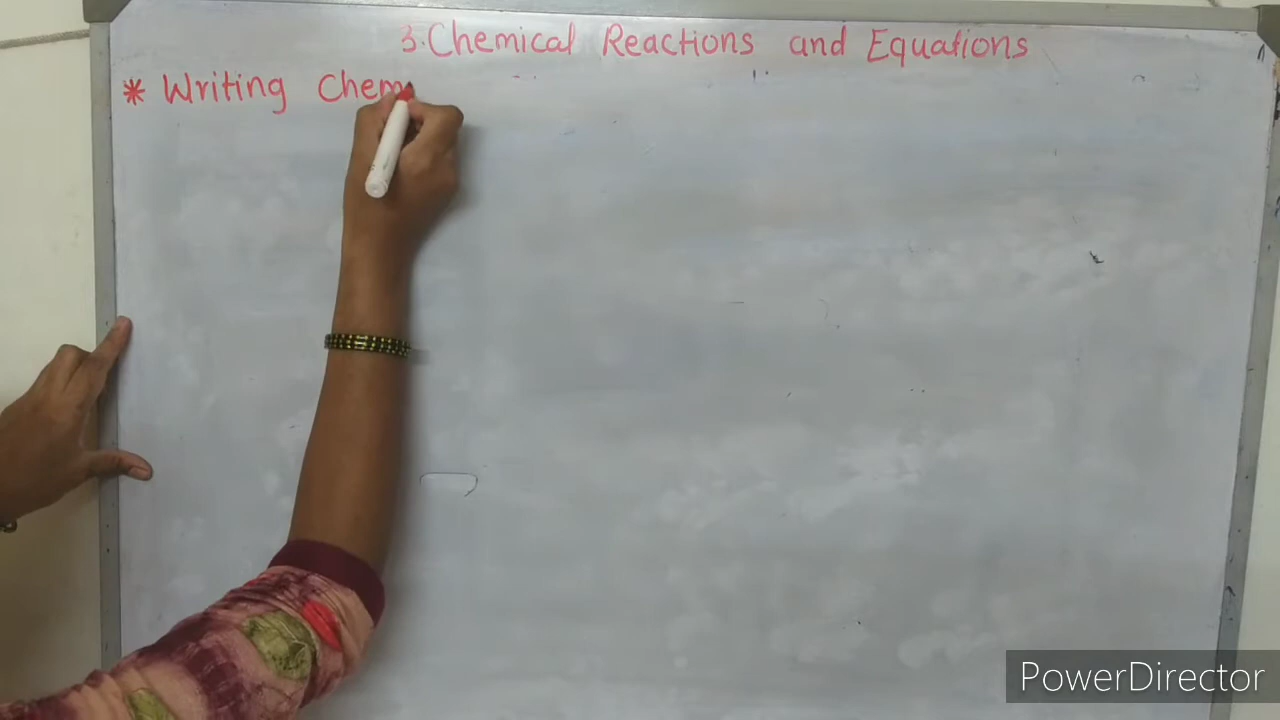 3. Chemical Reactions and Equations
* Writing Chem
PowerDirector